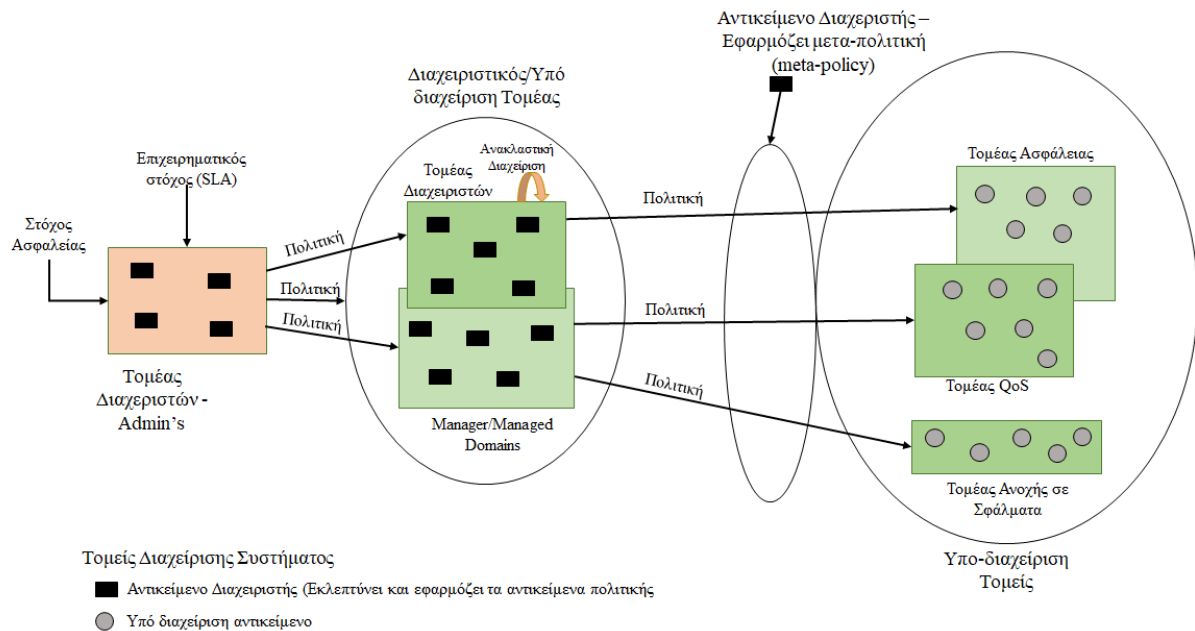 Αντικείμενο Διαχεριστής –
Εφαρμόζει μετα-πολιτική
(meta-policy)
Διαχειριστικός/Υπό
διαχείριση Τομέας
Επιχειρηματικός
στόχος (SLA)
Στόχος
Ασφαλείας
Ανακλαστική
Διαχείριση
Τομέας
Διαχειριστών
Τομέας Ασφάλειας
Πολιτική
Πολιτική
Πολιτική
Πολιτική
Πολιτική
Πολιτική
Τομέας
Διαχεριστών -
Admin’s
Manager/Managed
Domains
Τομέας QoS
Τομέας Ανοχής σε
Σφάλματα
Υπο-διαχείριση
Τομείς
Τομείς Διαχείρισης Συστήματος
Αντικείμενο Διαχειριστής (Εκλεπτύνει και εφαρμόζει τα αντικείμενα πολιτικής
Υπό διαχείριση αντικείμενο